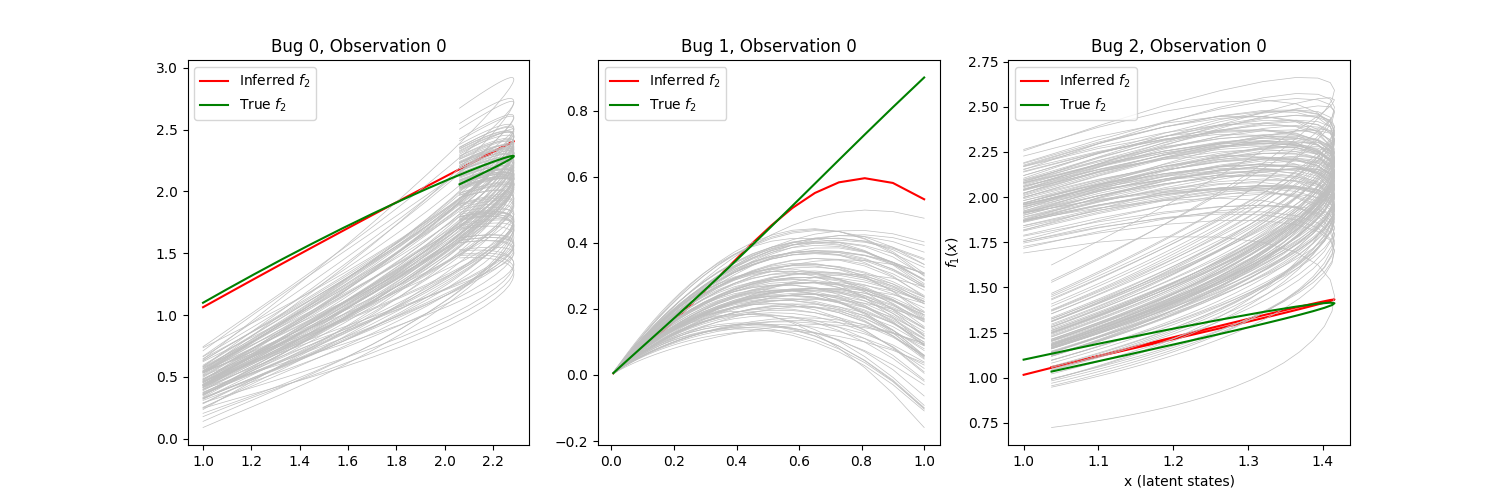 Bug 0, Observation 0
Inferred f₂
True f₂
3.0
2.5
2.0
1.5
1.0
0.5
0.0
1.0 1.2 1.4 1.6 1.8 2.0 2.2
Bug 1, Observation 0
Inferred f₂
True f₂
0.8
0.6
0.4
0.2
0.0
−0.2
0.0 0.2 0.4 0.6 0.8 1.0
Bug 2, Observation 0
Inferred f₂
True f₂
f₁(x)
2.75
2.50
2.25
2.00
1.75
1.50
1.25
1.00
0.75
1.0 1.1 1.2 1.3 1.4
x (latent states)